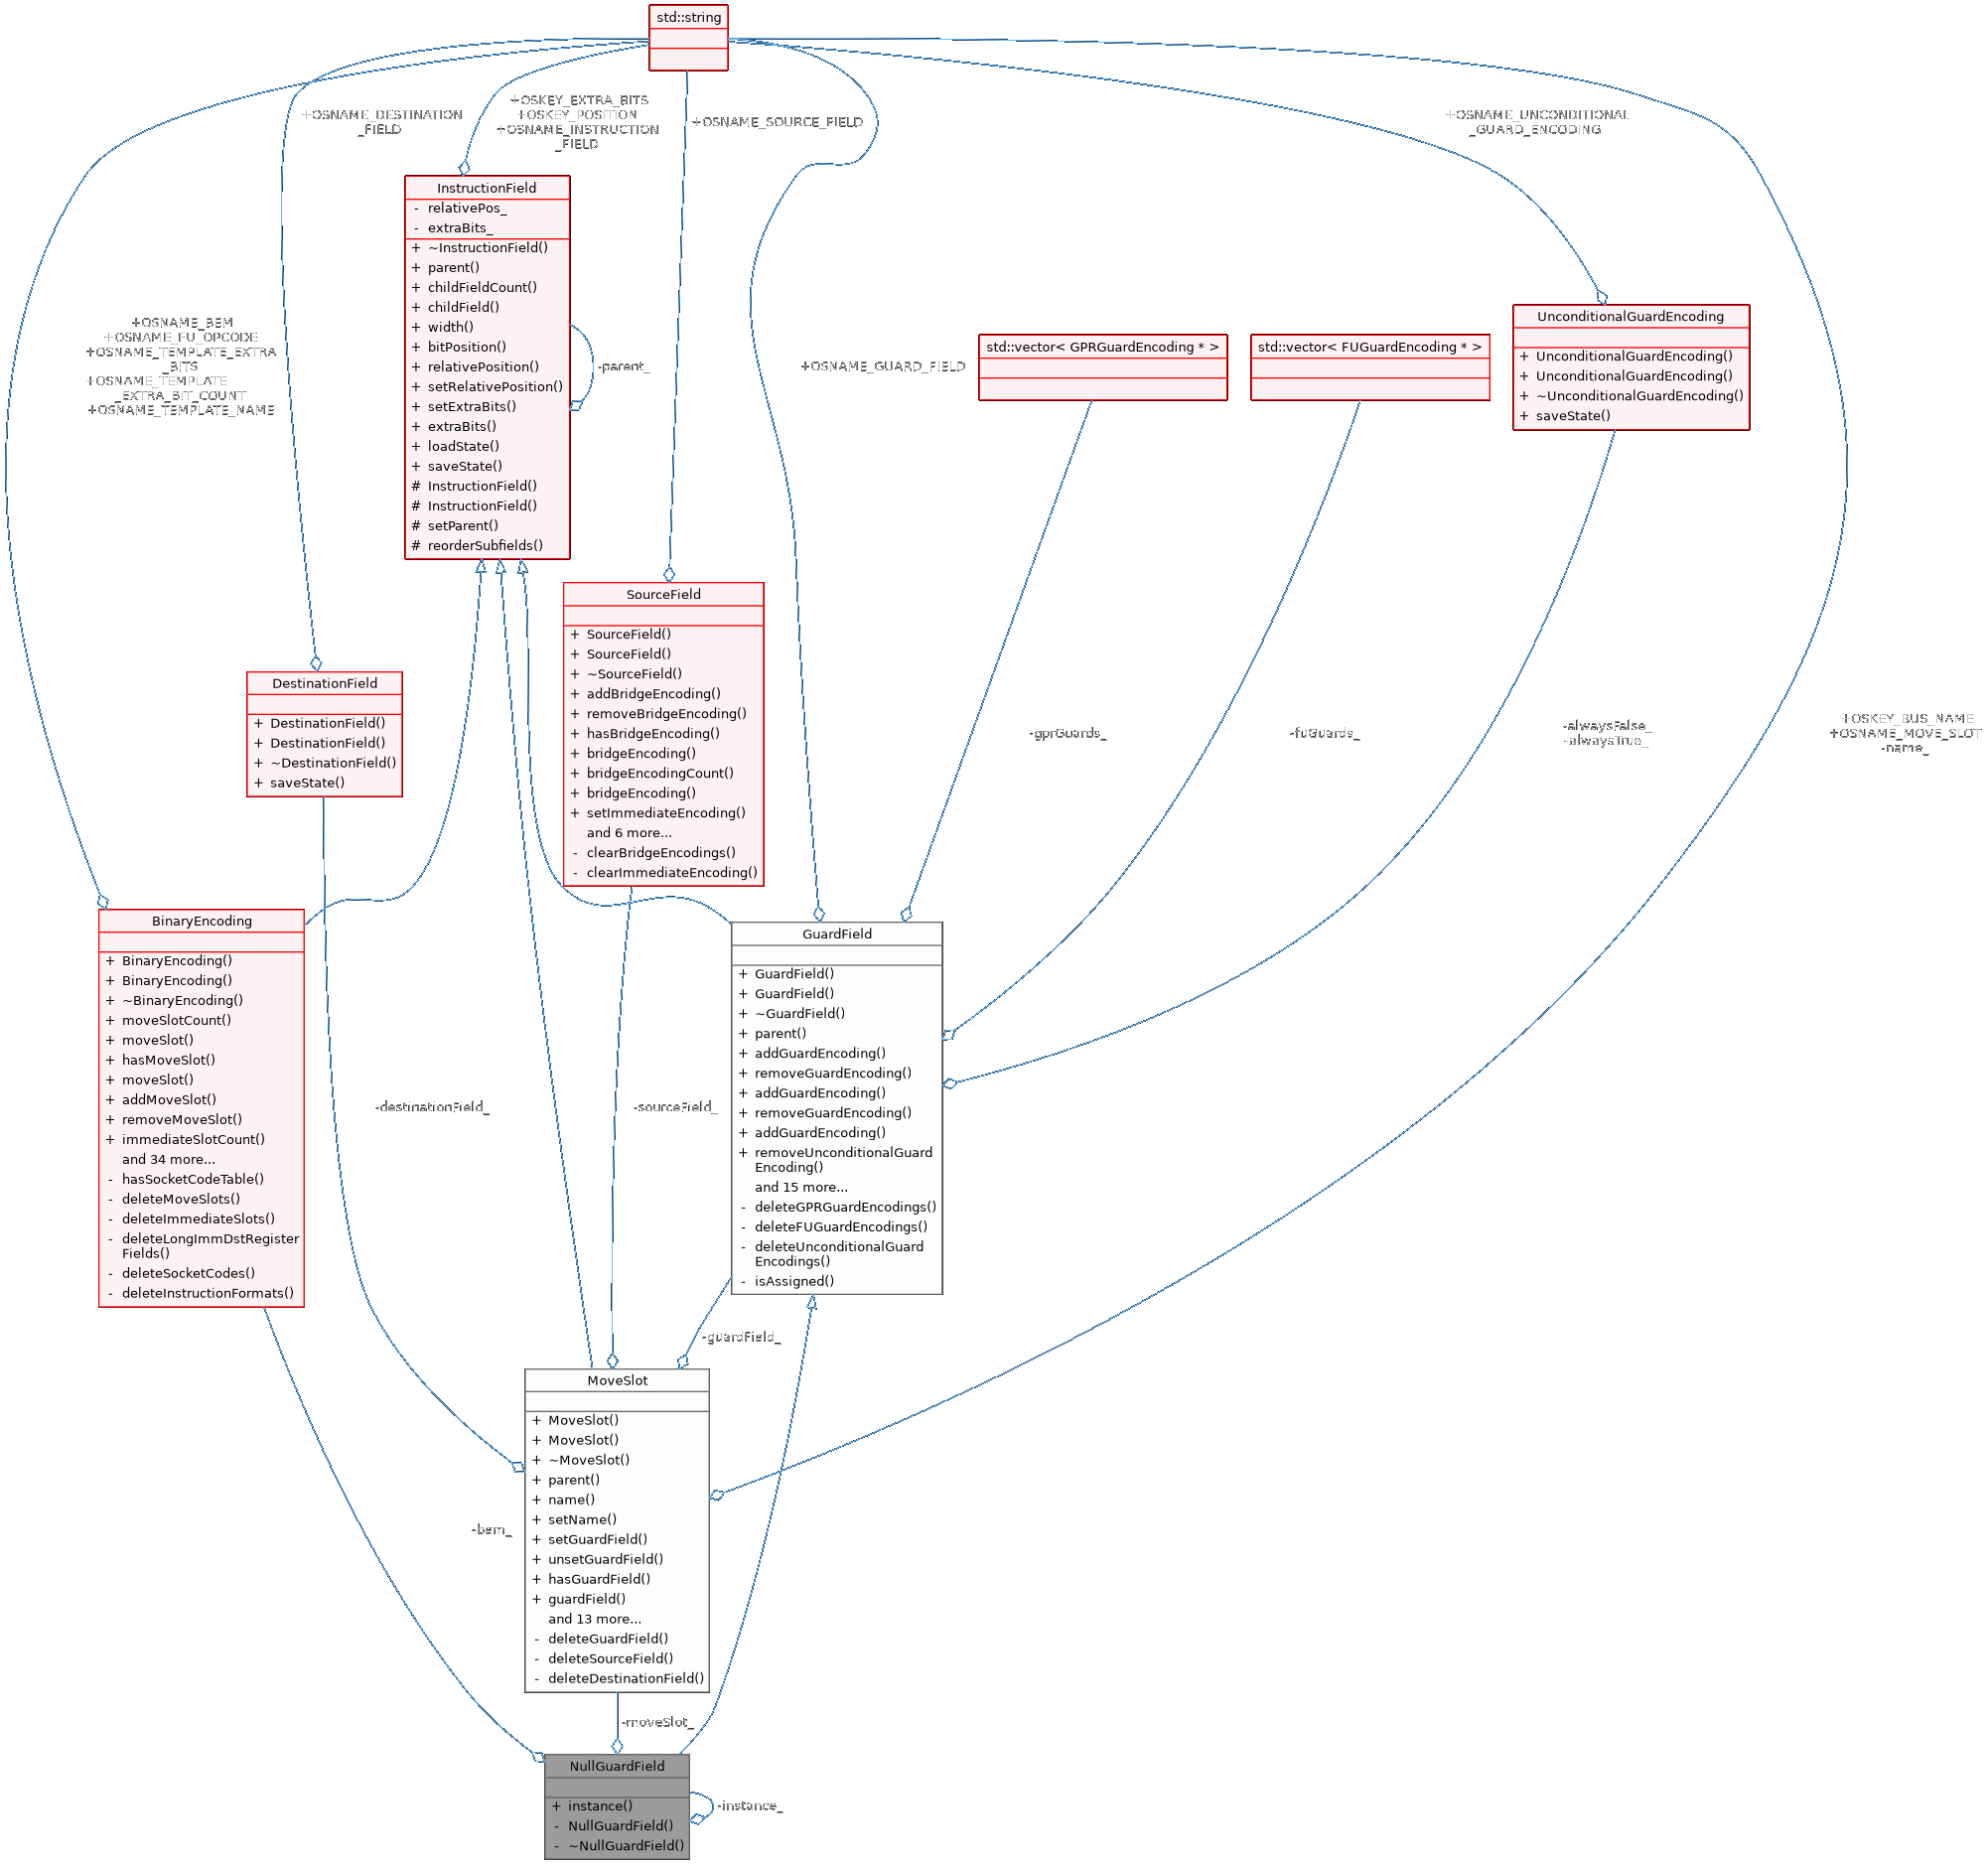 std::string
+OSNAME_DESTINATION
_FIELD
+OSKEY_EXTRA_BITS
+OSKEY_POSITION
+OSNAME_INSTRUCTION
_FIELD
+OSNAME_SOURCE_FIELD
+OSNAME_UNCONDITIONAL
_GUARD_ENCODING
InstructionField
- relativePos_
- extraBits_
+ ~InstructionField()
+ parent()
+ childFieldCount()
+ childField()
+ width()
+ bitPosition()
+ relativePosition()
+ setRelativePosition()
+ setExtraBits()
+ extraBits()
+ loadState()
+ saveState()
# InstructionField()
# InstructionField()
# setParent()
# reorderSubfields()
-parent_
+OSNAME_BEM
+OSNAME_FU_OPCODE
+OSNAME_TEMPLATE_EXTRA
_BITS
+OSNAME_TEMPLATE
_EXTRA_BIT_COUNT
+OSNAME_TEMPLATE_NAME
+OSNAME_GUARD_FIELD
std::vector< GPRGuardEncoding * >
std::vector< FUGuardEncoding * >
UnconditionalGuardEncoding
+ UnconditionalGuardEncoding()
+ UnconditionalGuardEncoding()
+ ~UnconditionalGuardEncoding()
+ saveState()
SourceField
+ SourceField()
+ SourceField()
+ ~SourceField()
+ addBridgeEncoding()
+ removeBridgeEncoding()
+ hasBridgeEncoding()
+ bridgeEncoding()
+ bridgeEncodingCount()
+ bridgeEncoding()
+ setImmediateEncoding()
and 6 more...
- clearBridgeEncodings()
- clearImmediateEncoding()
DestinationField
+ DestinationField()
+ DestinationField()
+ ~DestinationField()
+ saveState()
-gprGuards_
-fuGuards_
-alwaysFalse_
-alwaysTrue_
+OSKEY_BUS_NAME
+OSNAME_MOVE_SLOT
-name_
BinaryEncoding
+ BinaryEncoding()
+ BinaryEncoding()
+ ~BinaryEncoding()
+ moveSlotCount()
+ moveSlot()
+ hasMoveSlot()
+ moveSlot()
+ addMoveSlot()
+ removeMoveSlot()
+ immediateSlotCount()
and 34 more...
- hasSocketCodeTable()
- deleteMoveSlots()
- deleteImmediateSlots()
- deleteLongImmDstRegister
Fields()
- deleteSocketCodes()
- deleteInstructionFormats()
GuardField
+ GuardField()
+ GuardField()
+ ~GuardField()
+ parent()
+ addGuardEncoding()
+ removeGuardEncoding()
+ addGuardEncoding()
+ removeGuardEncoding()
+ addGuardEncoding()
+ removeUnconditionalGuard
Encoding()
and 15 more...
- deleteGPRGuardEncodings()
- deleteFUGuardEncodings()
- deleteUnconditionalGuard
Encodings()
- isAssigned()
-destinationField_
-sourceField_
-guardField_
MoveSlot
+ MoveSlot()
+ MoveSlot()
+ ~MoveSlot()
+ parent()
+ name()
+ setName()
+ setGuardField()
+ unsetGuardField()
+ hasGuardField()
+ guardField()
and 13 more...
- deleteGuardField()
- deleteSourceField()
- deleteDestinationField()
-bem_
-moveSlot_
NullGuardField
+ instance()
- NullGuardField()
- ~NullGuardField()
-instance_